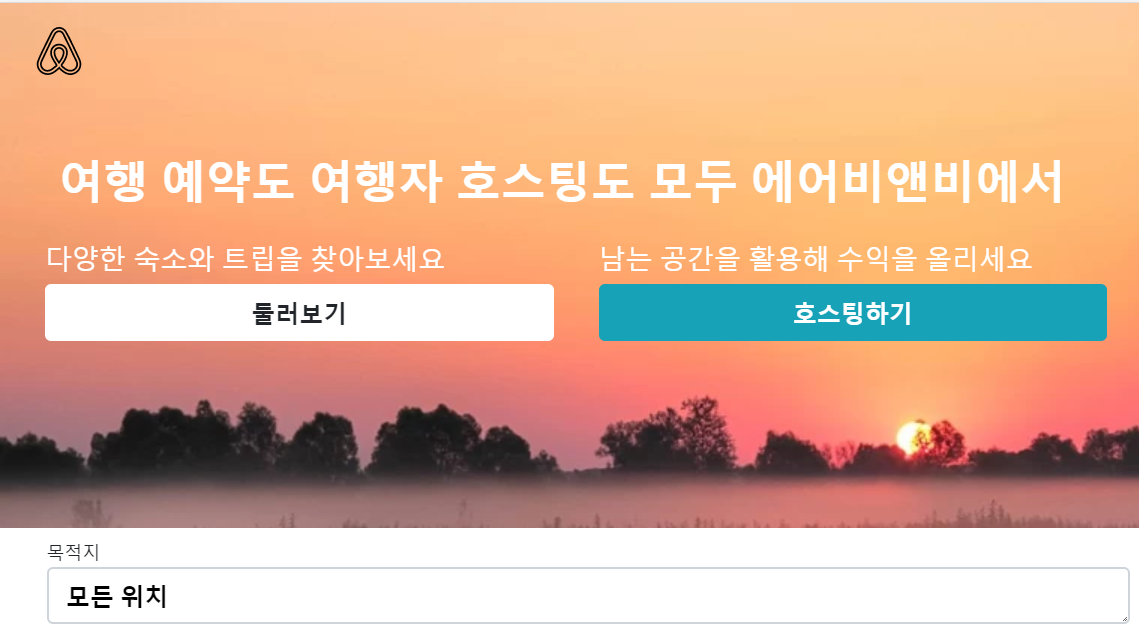 여행 예약도 여행자 호스팅도 모두 에어비앤비에서
다양한 숙소와 트립을 찾아보세요
둘러보기
남는 공간을 활용해 수익을 올리세요
호스팅하기
목적지
모든 위치